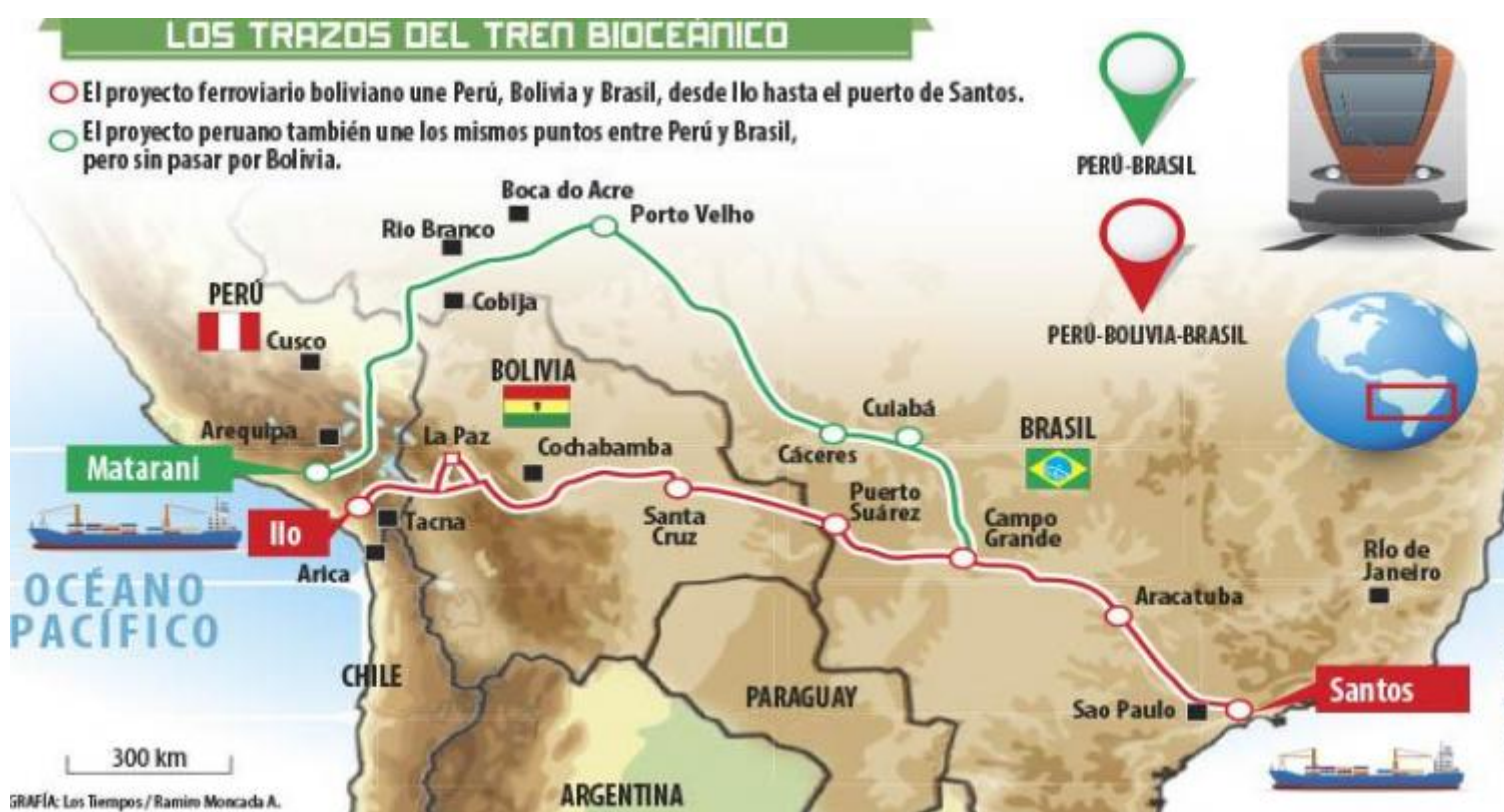 LOS TRAZOS DEL TREN BIOCEÁNICO
El proyecto ferroviario boliviano une Perú, Bolivia y Brasil, desde Ilo hasta el puerto de Santos.
El proyecto peruano también une los mismos puntos entre Perú y Brasil,
pero sin pasar por Bolivia.
PERÚ-BRASIL
PERÚ-BOLIVIA-BRASIL
Boca do Acre
Porto Velho
Rio Branco
PERÚ
Cobija
Cusco
BOLIVIA
Arequipa
La Paz
Cochabamba
Cuiabá
Cáceres
BRASIL
Matarani
Ilo
Tacna
Arica
Santa
Cruz
Puerto
Suárez
Campo
Grande
Río de
Janeiro
Aracatuba
OCÉANO
PACÍFICO
CHILE
PARAGUAY
Sao Paulo
Santos
300 km
ARGENTINA
GRAFÍA: Los Tiempos / Ramiro Moncada A.